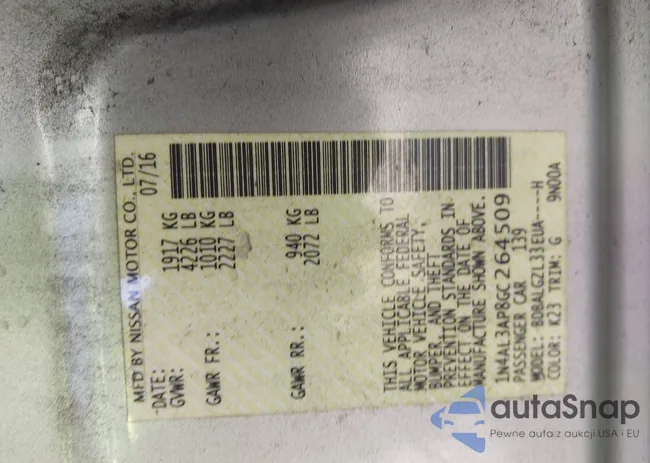 MFD BY NISSAN MOTOR CO., LTD.
DATE: 07/16
GVWR: 1917 KG
4226 LB
GAWR FR.: 1010 KG
2227 LB
GAWR RR.: 940 KG
2072 LB
THIS VEHICLE CONFORMS TO
ALL APPLICABLE FEDERAL
MOTOR VEHICLE SAFETY,
BUMPER AND THEFT
PREVENTION STANDARDS IN
EFFECT ON THE DATE OF
MANUFACTURE SHOWN ABOVE.
1N4AL3AP8GC264509
PASSENGER CAR 139
MODEL: BDBALGZL33EUA----H
COLOR: K23 TRIM: G 9N00A
autaSnap
Pewne auta z aukcji USA i EU